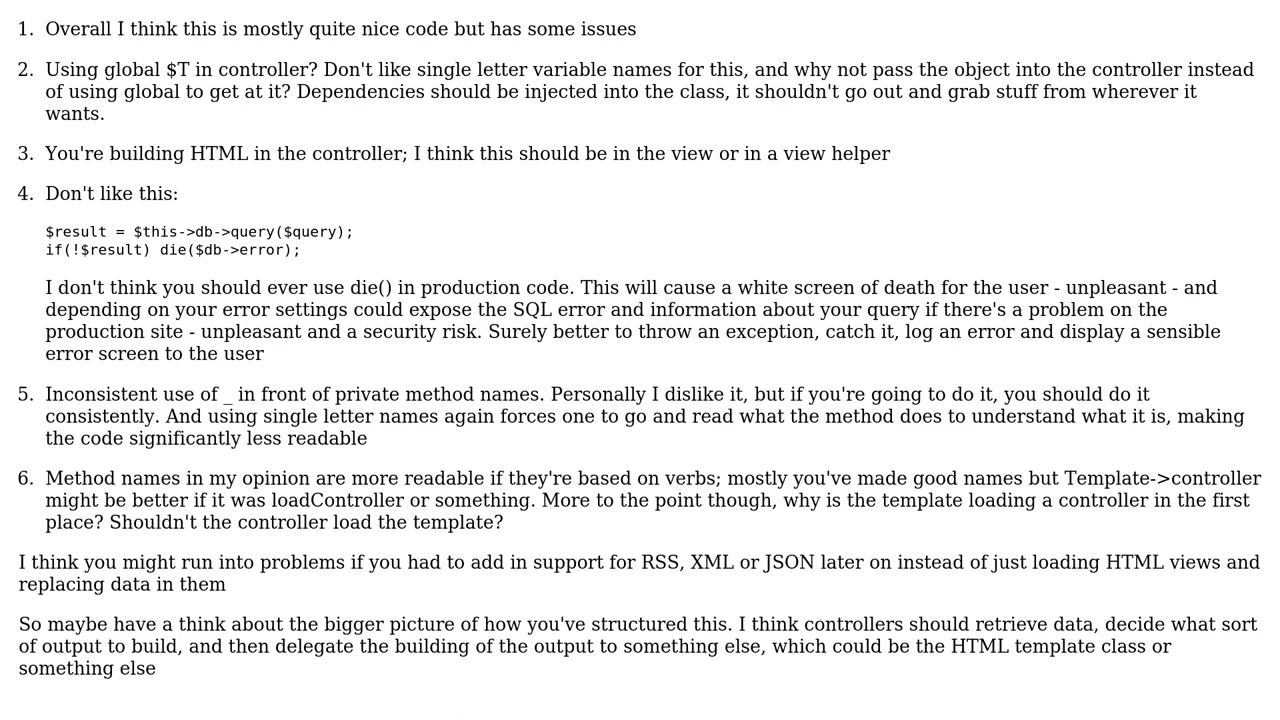 1. Overall I think this is mostly quite nice code but has some issues
2. Using global $T in controller? Don't like single letter variable names for this, and why not pass the object into the controller instead
of using global to get at it? Dependencies should be injected into the class, it shouldn't go out and grab stuff from wherever it
wants.
3. You're building HTML in the controller; I think this should be in the view or in a view helper
4. Don't like this:
$result = $this->db->query($query);
if(!$result) die($db->error);
I don't think you should ever use die() in production code. This will cause a white screen of death for the user - unpleasant - and
depending on your error settings could expose the SQL error and information about your query if there's a problem on the
production site - unpleasant and a security risk. Surely better to throw an exception, catch it, log an error and display a sensible
error screen to the user
5. Inconsistent use of _ in front of private method names. Personally I dislike it, but if you're going to do it, you should do it
consistently. And using single letter names again forces one to go and read what the method does to understand what it is, making
the code significantly less readable
6. Method names in my opinion are more readable if they're based on verbs; mostly you've made good names but Template->controller
might be better if it was loadController or something. More to the point though, why is the template loading a controller in the first
place? Shouldn't the controller load the template?
I think you might run into problems if you had to add in support for RSS, XML or JSON later on instead of just loading HTML views and
replacing data in them
So maybe have a think about the bigger picture of how you've structured this. I think controllers should retrieve data, decide what sort
of output to build, and then delegate the building of the output to something else, which could be the HTML template class or
something else